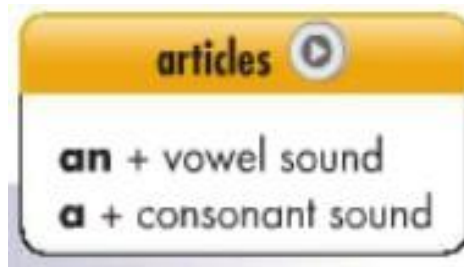 articles
an + vowel sound
a + consonant sound